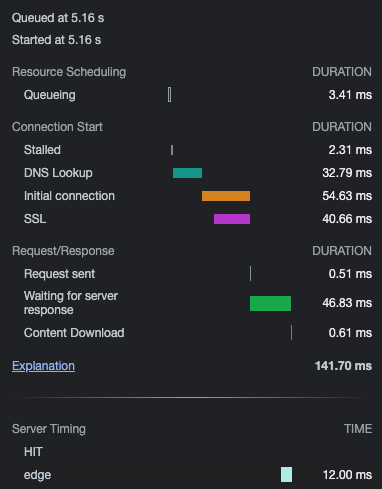 Queued at 5.16 s
Started at 5.16 s
Resource Scheduling DURATION
Queueing 3.41 ms
Connection Start DURATION
Stalled 2.31 ms
DNS Lookup 32.79 ms
Initial connection 54.63 ms
SSL 40.66 ms
Request/Response DURATION
Request sent 0.51 ms
Waiting for server
response 46.83 ms
Content Download 0.61 ms
Explanation 141.70 ms
Server Timing TIME
HIT
edge 12.00 ms